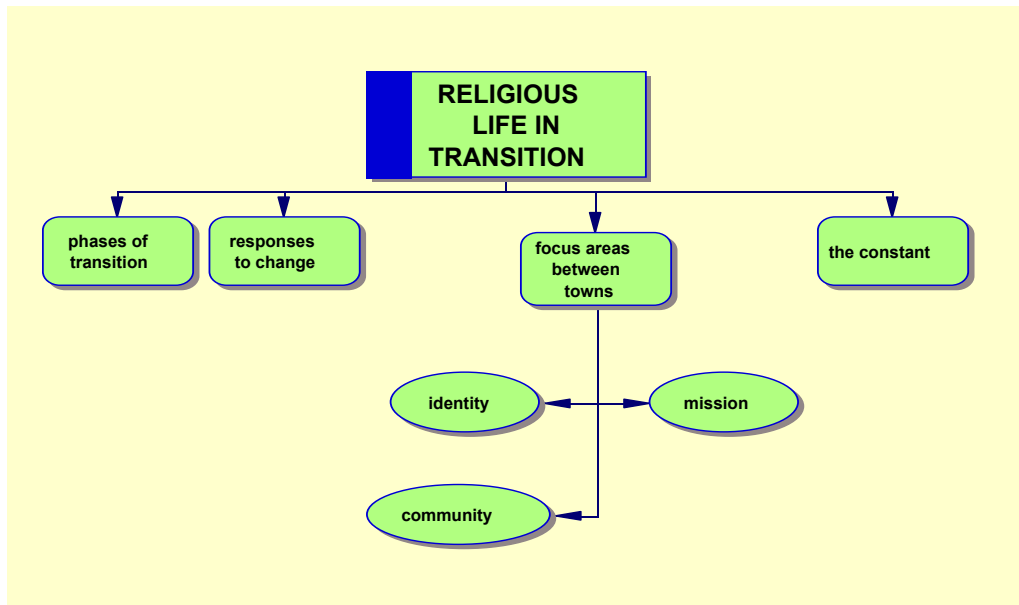 RELIGIOUS
LIFE IN
TRANSITION
phases of
transition
responses
to change
focus areas
between
towns
the constant
identity
mission
community